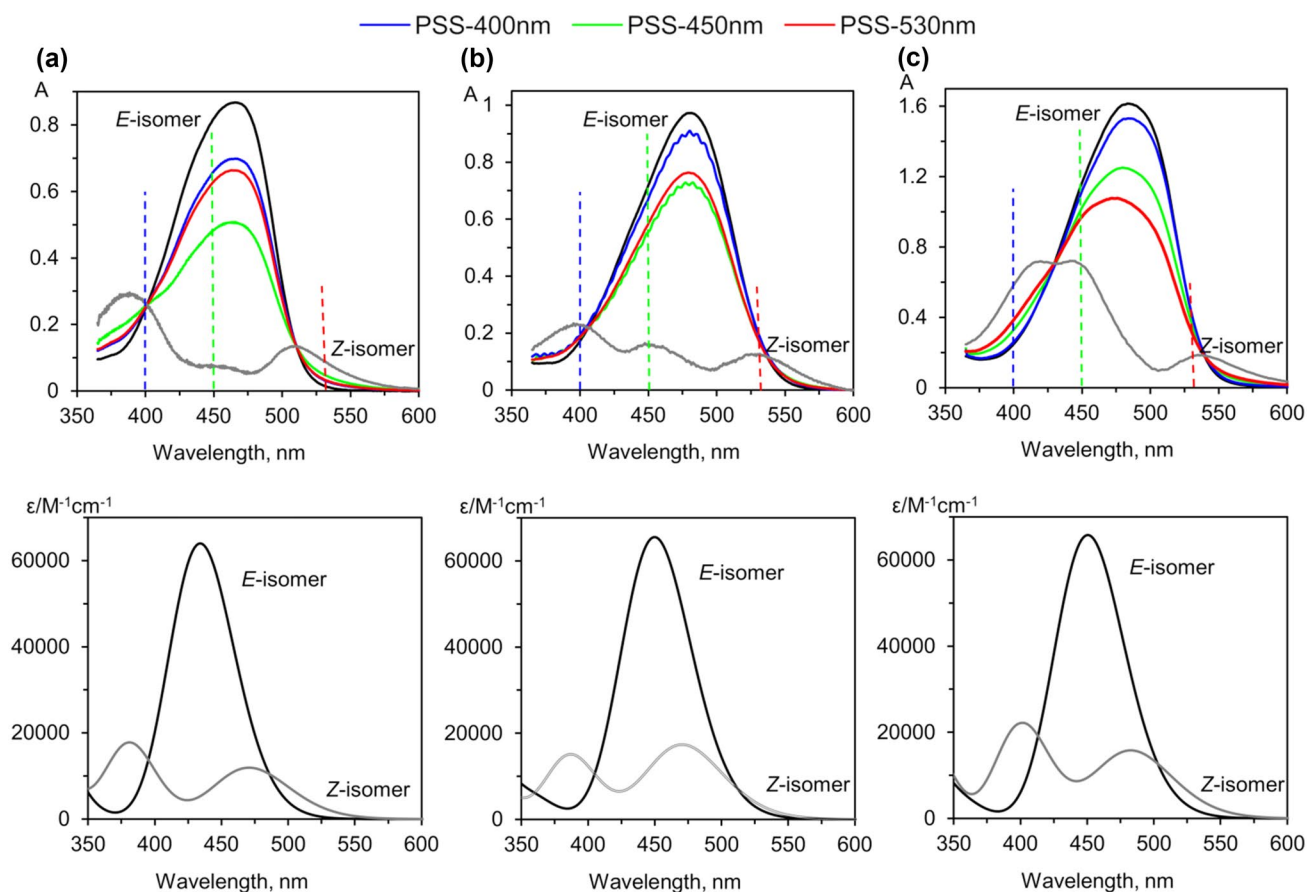 PSS-400nm PSS-450nm PSS-530nm
(a) (b) (c)
A
E-isomer
Z-isomer
0.8
0.6
0.4
0.2
0
350 400 450 500 550 600
Wavelength, nm
A
E-isomer
Z-isomer
1
0.8
0.6
0.4
0.2
0
350 400 450 500 550 600
Wavelength, nm
A
E-isomer
Z-isomer
1.6
1.2
0.8
0.4
0
350 400 450 500 550 600
Wavelength, nm
ε/M⁻¹cm⁻¹
60000
40000
20000
0
E-isomer
Z-isomer
350 400 450 500 550 600
Wavelength, nm
ε/M⁻¹cm⁻¹
60000
40000
20000
0
E-isomer
Z-isomer
350 400 450 500 550 600
Wavelength, nm
ε/M⁻¹cm⁻¹
60000
40000
20000
0
E-isomer
Z-isomer
350 400 450 500 550 600
Wavelength, nm